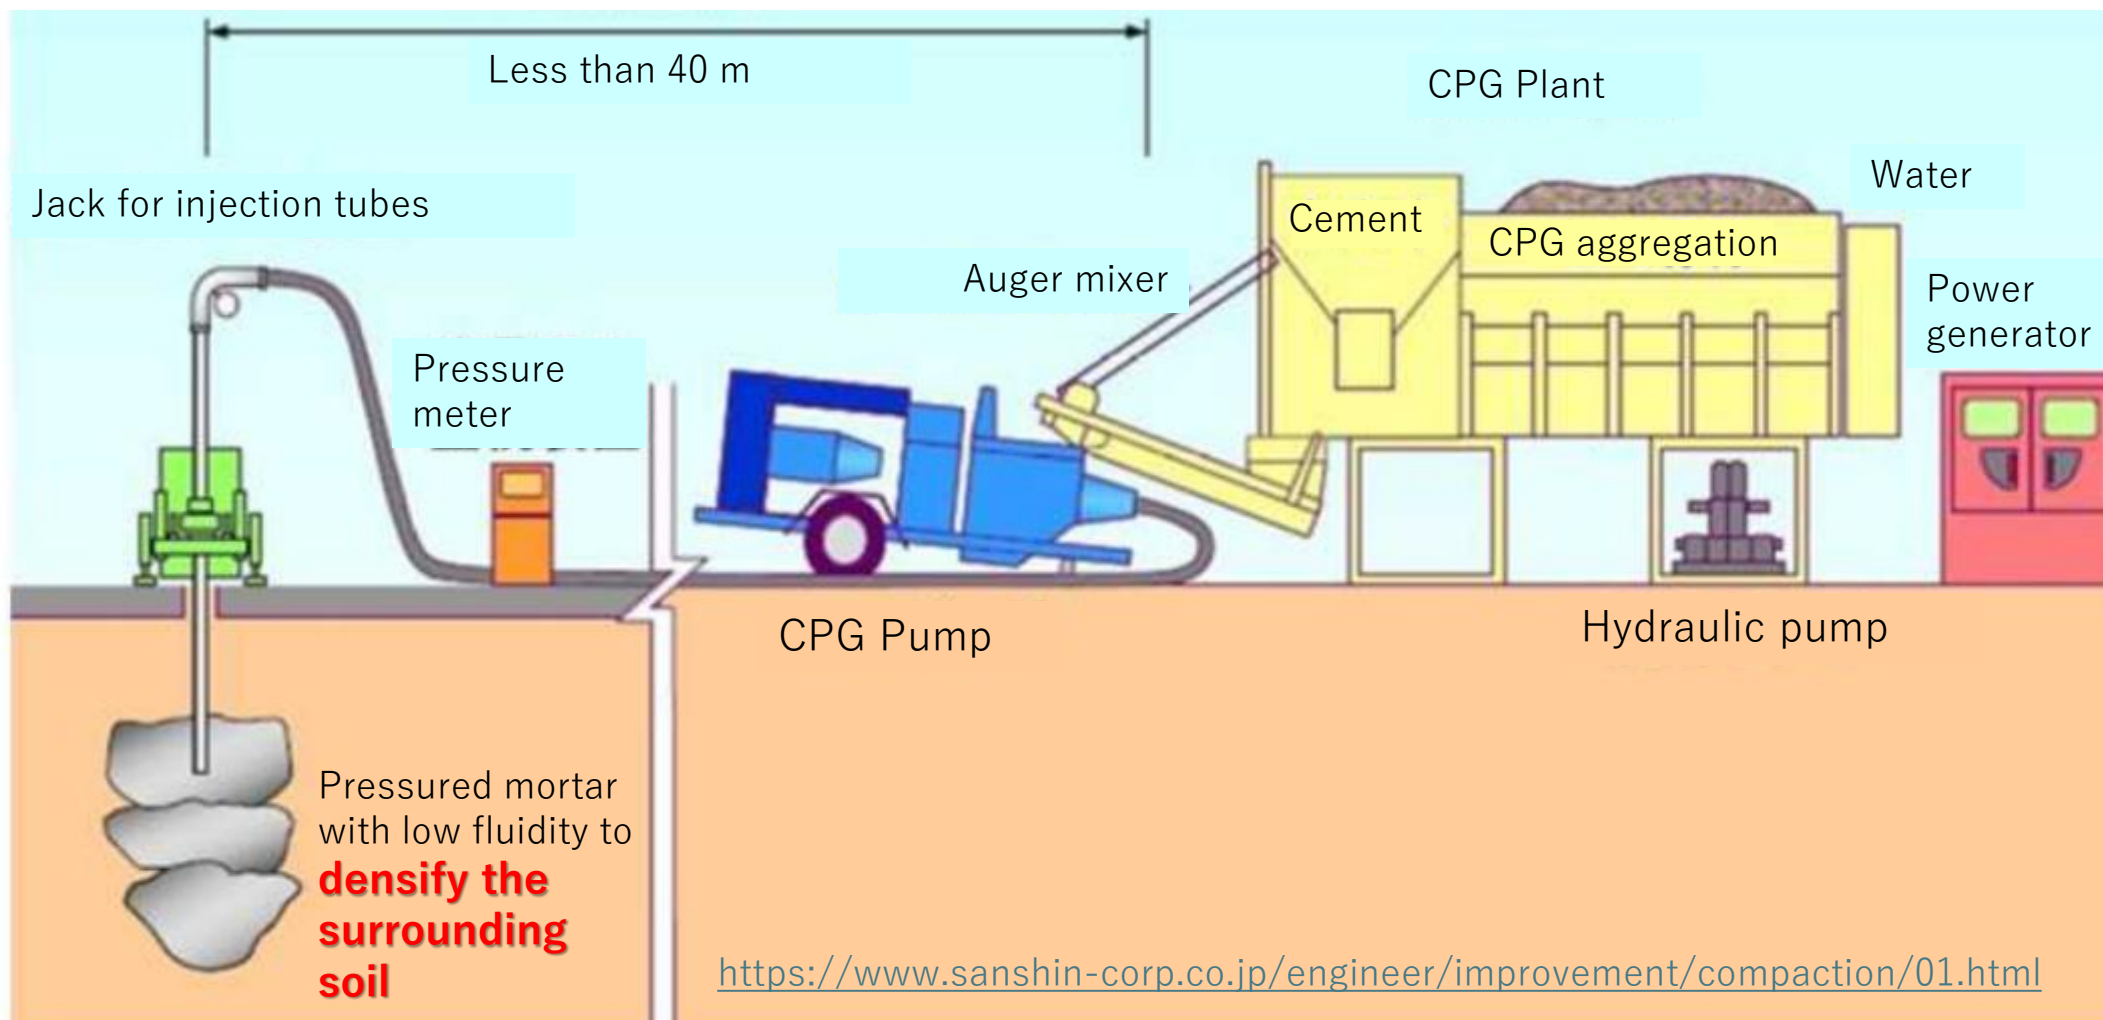 Less than 40 m
CPG Plant
Water
Jack for injection tubes
Cement
CPG aggregation
Auger mixer
Power
generator
Pressure
meter
CPG Pump
Hydraulic pump
Pressured mortar
with low fluidity to
densify the
surrounding
soil
https://www.sanshin-corp.co.jp/engineer/improvement/compaction/01.html